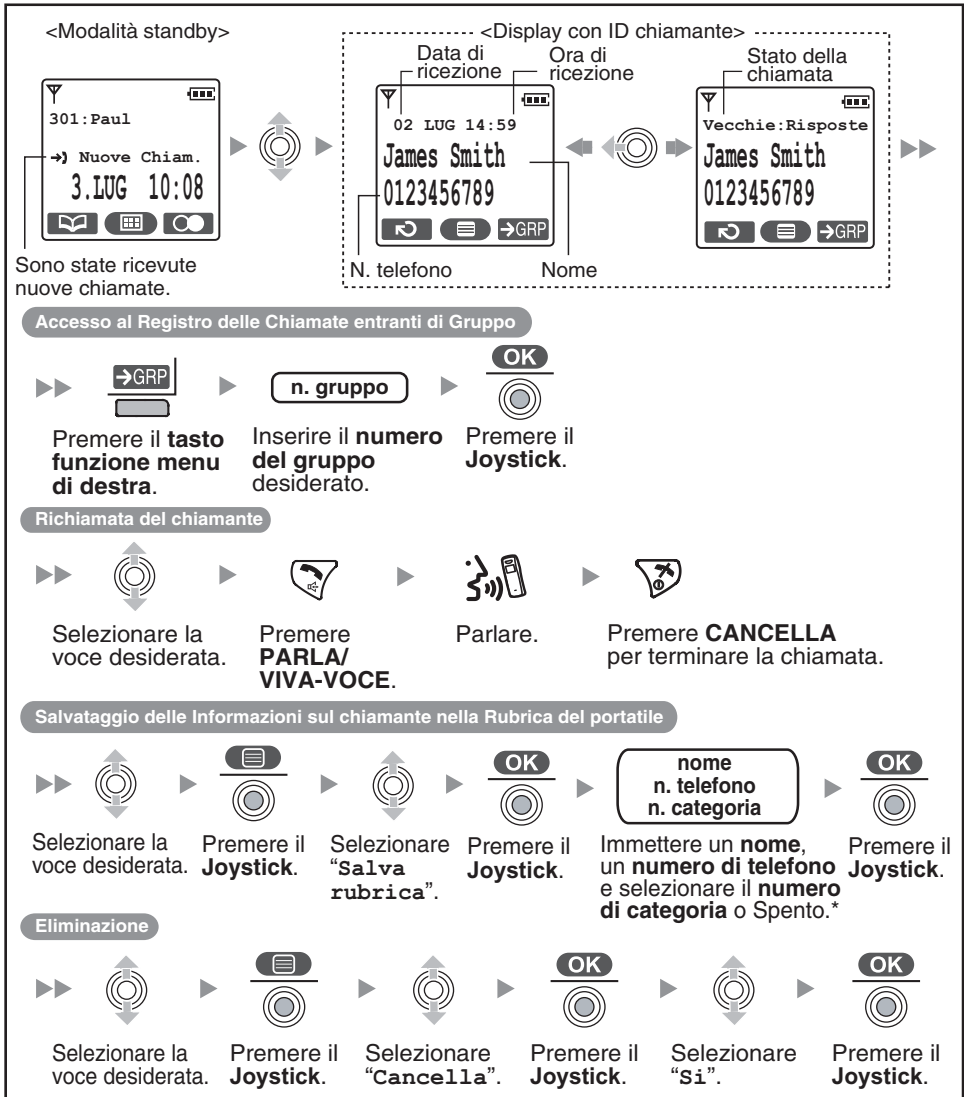 <Modalità standby>
<Display con ID chiamante>
Data di
ricezione
Ora di
ricezione
Stato della
chiamata
301:Paul
Nuove Chiam.
3.LUG 10:08
02 LUG 14:59
James Smith
0123456789
→GRP
Vecchie:Risposte
James Smith
0123456789
→GRP
Sono state ricevute
nuove chiamate.
N. telefono
Nome
Accesso al Registro delle Chiamate entranti di Gruppo
→GRP
n. gruppo
OK
Premere il tasto
funzione menu
di destra.
Inserire il numero
del gruppo
desiderato.
Premere il
Joystick.
Richiamata del chiamante
Selezionare la
voce desiderata.
Premere
PARLA/
VIVA-VOCE.
Parlare.
Premere CANCELLA
per terminare la chiamata.
Salvataggio delle Informazioni sul chiamante nella Rubrica del portatile
OK
nome
n. telefono
n. categoria
OK
Selezionare la
voce desiderata.
Premere il
Joystick.
Selezionare
“Salva
rubrica”.
Premere il
Joystick.
Immettere un nome,
un numero di telefono
e selezionare il numero
di categoria o Spento.*
Premere il
Joystick.
Eliminazione
OK
OK
Selezionare la
voce desiderata.
Premere il
Joystick.
Selezionare
“Cancella”.
Premere il
Joystick.
Selezionare
“Si”.
Premere il
Joystick.